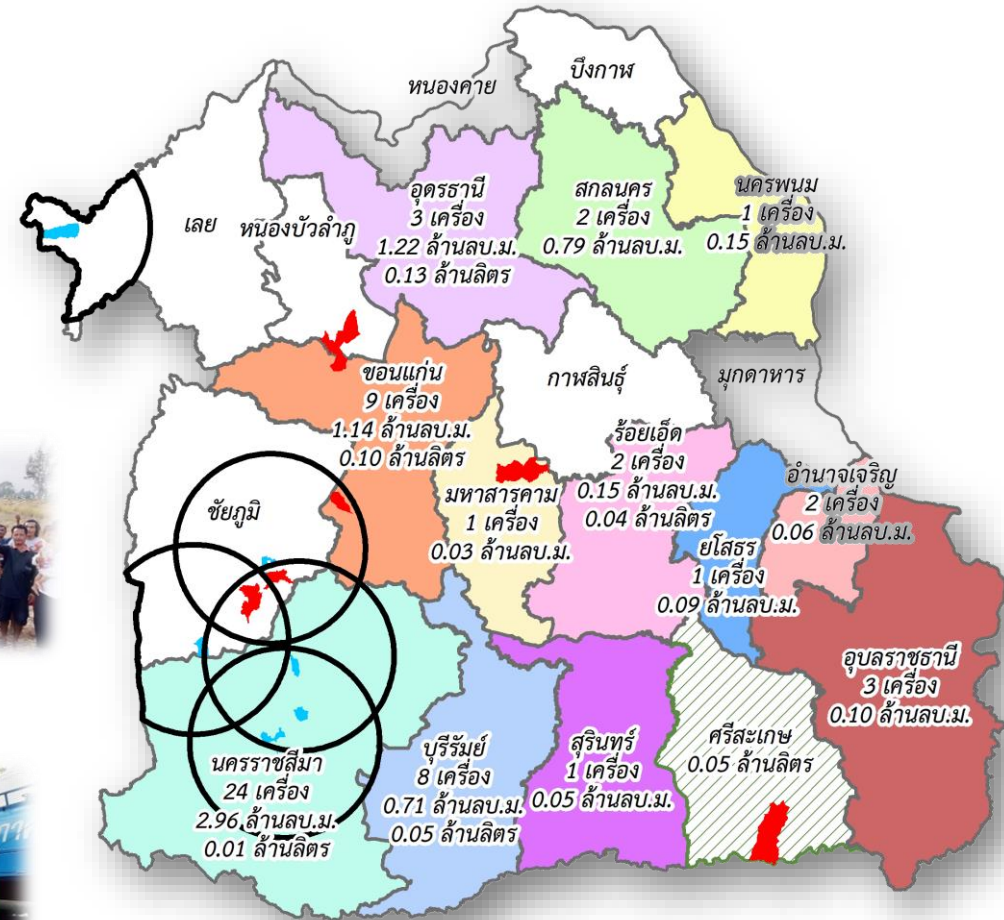 บึงกาฬ
หนองคาย
อุดรธานี
3 เครื่อง
1.22 ล้านลบ.ม.
0.13 ล้านลิตร
สกลนคร
2 เครื่อง
0.79 ล้านลบ.ม.
นครพนม
1 เครื่อง
0.15 ล้านลบ.ม.
เลย
หนองบัวลำภู
ขอนแก่น
9 เครื่อง
1.14 ล้านลบ.ม.
0.10 ล้านลิตร
กาฬสินธุ์
มุกดาหาร
ร้อยเอ็ด
2 เครื่อง
0.15 ล้านลบ.ม.
0.04 ล้านลิตร
มหาสารคาม
1 เครื่อง
0.03 ล้านลบ.ม.
อำนาจเจริญ
2 เครื่อง
0.06 ล้านลบ.ม.
ชัยภูมิ
ยโสธร
1 เครื่อง
0.09 ล้านลบ.ม.
อุบลราชธานี
3 เครื่อง
0.10 ล้านลบ.ม.
นครราชสีมา
24 เครื่อง
2.96 ล้านลบ.ม.
0.01 ล้านลิตร
บุรีรัมย์
8 เครื่อง
0.71 ล้านลบ.ม.
0.05 ล้านลิตร
สุรินทร์
1 เครื่อง
0.05 ล้านลบ.ม.
ศรีสะเกษ
0.05 ล้านลิตร